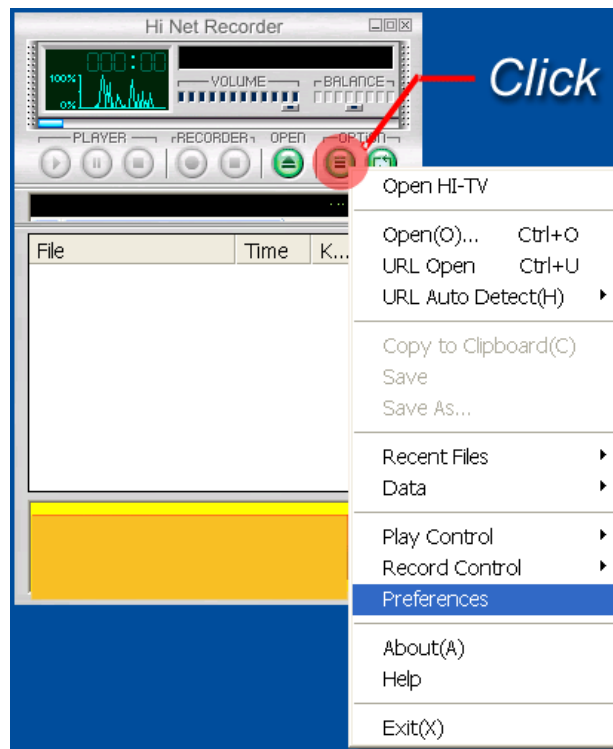 Hi Net Recorder
000:00
100%
0%
VOLUME
BALANCE
Click
PLAYER
RECORDER
OPEN
OPTION
Open HI-TV
Open(O)... Ctrl+O
URL Open Ctrl+U
URL Auto Detect(H)
Copy to Clipboard(C)
Save
Save As...
Recent Files
Data
Play Control
Record Control
Preferences
About(A)
Help
Exit(X)
File Time K...